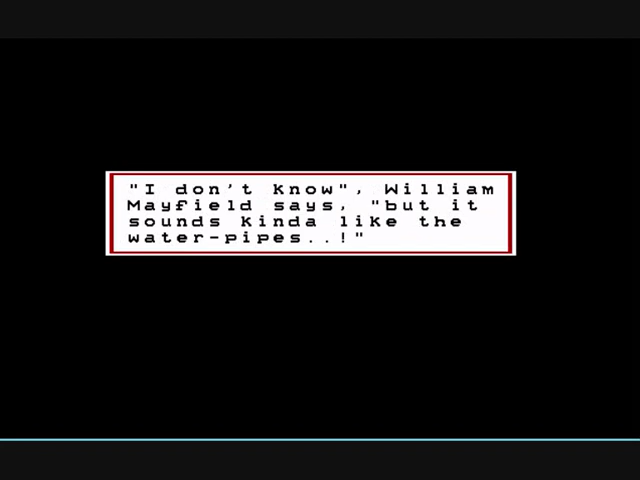 "I don't know", William
Mayfield says, "but it
sounds kinda like the
water-pipes..!"